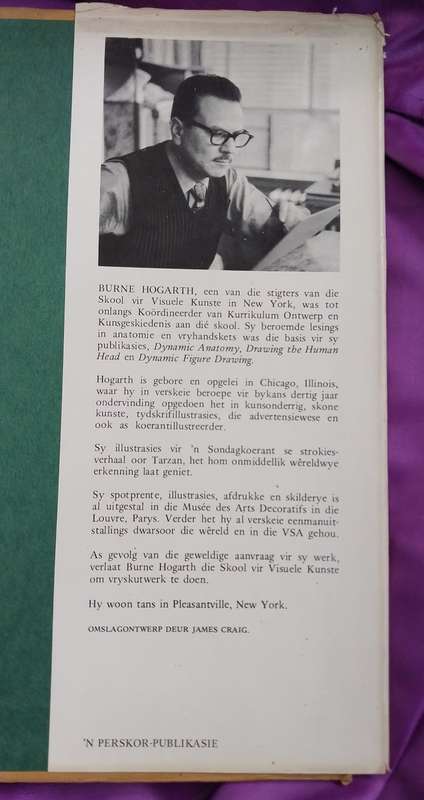 BURNE HOGARTH, een van die stigters van die
Skool vir Visuele Kunste in New York, was tot
onlangs Koördineerder van Kurrikulum Ontwerp en
Kunsgeskiedenis aan dié skool. Sy beroemde lesings
in anatomie en vryhandskets was die basis vir sy
publikasies, Dynamic Anatomy, Drawing the Human
Head en Dynamic Figure Drawing.
Hogarth is gebore en opgelei in Chicago, Illinois,
waar hy in verskeie beroepe vir bykans dertig jaar
ondervinding opgedoen het in kunsonderrig, skone
kunste, tydskrifillustrasies, die advertensiewese en
ook as koerantillustreerder.
Sy illustrasies vir 'n Sondagkoerant se strokies-
verhaal oor Tarzan, het hom onmiddellik wêreldwye
erkenning laat geniet.
Sy spotprente, illustrasies, afdrukke en skilderye is
al uitgestal in die Musée des Arts Decoratifs in die
Louvre, Parys. Verder het hy al verskeie eenmanuit-
stallings dwarsoor die wêreld en in die VSA gehou.
As gevolg van die geweldige aanvraag vir sy werk,
verlaat Burne Hogarth die Skool vir Visuele Kunste
om vryskutwerk te doen.
Hy woon tans in Pleasantville, New York.
OMSLAGONTWERP DEUR JAMES CRAIG.
'N PERSKOR-PUBLIKASIE